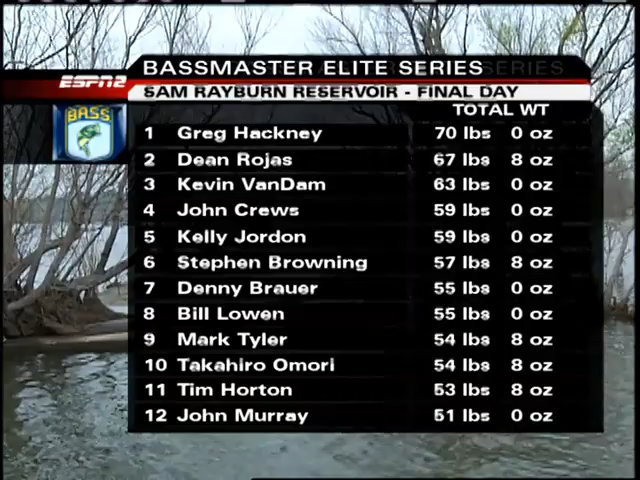 BASSMASTER ELITE SERIES
ESPN2
SAM RAYBURN RESERVOIR - FINAL DAY
BASS
TOTAL WT
1 Greg Hackney 70 lbs 0 oz
2 Dean Rojas 67 lbs 8 oz
3 Kevin VanDam 63 lbs 0 oz
4 John Crews 59 lbs 0 oz
5 Kelly Jordon 59 lbs 0 oz
6 Stephen Browning 57 lbs 8 oz
7 Denny Brauer 55 lbs 0 oz
8 Bill Lowen 55 lbs 0 oz
9 Mark Tyler 54 lbs 8 oz
10 Takahiro Omori 54 lbs 8 oz
11 Tim Horton 53 lbs 8 oz
12 John Murray 51 lbs 0 oz